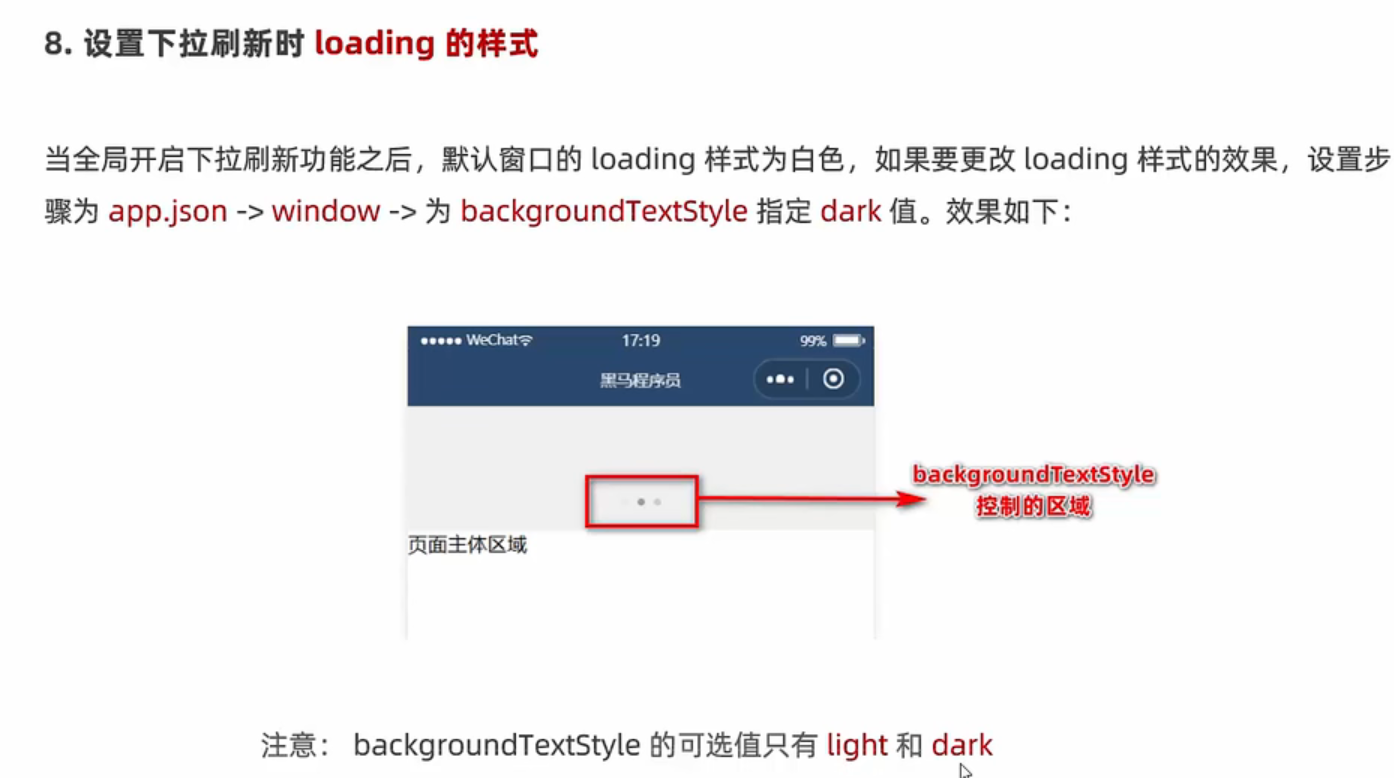 8. 设置下拉刷新时 loading 的样式
当全局开启下拉刷新功能之后，默认窗口的 loading 样式为白色，如果要更改 loading 样式的效果，设置步
骤为 app.json -> window -> 为 backgroundTextStyle 指定 dark 值。效果如下：
WeChat 17:19 99%
黑马程序员
backgroundTextStyle
控制的区域
页面主体区域
注意： backgroundTextStyle 的可选值只有 light 和 dark